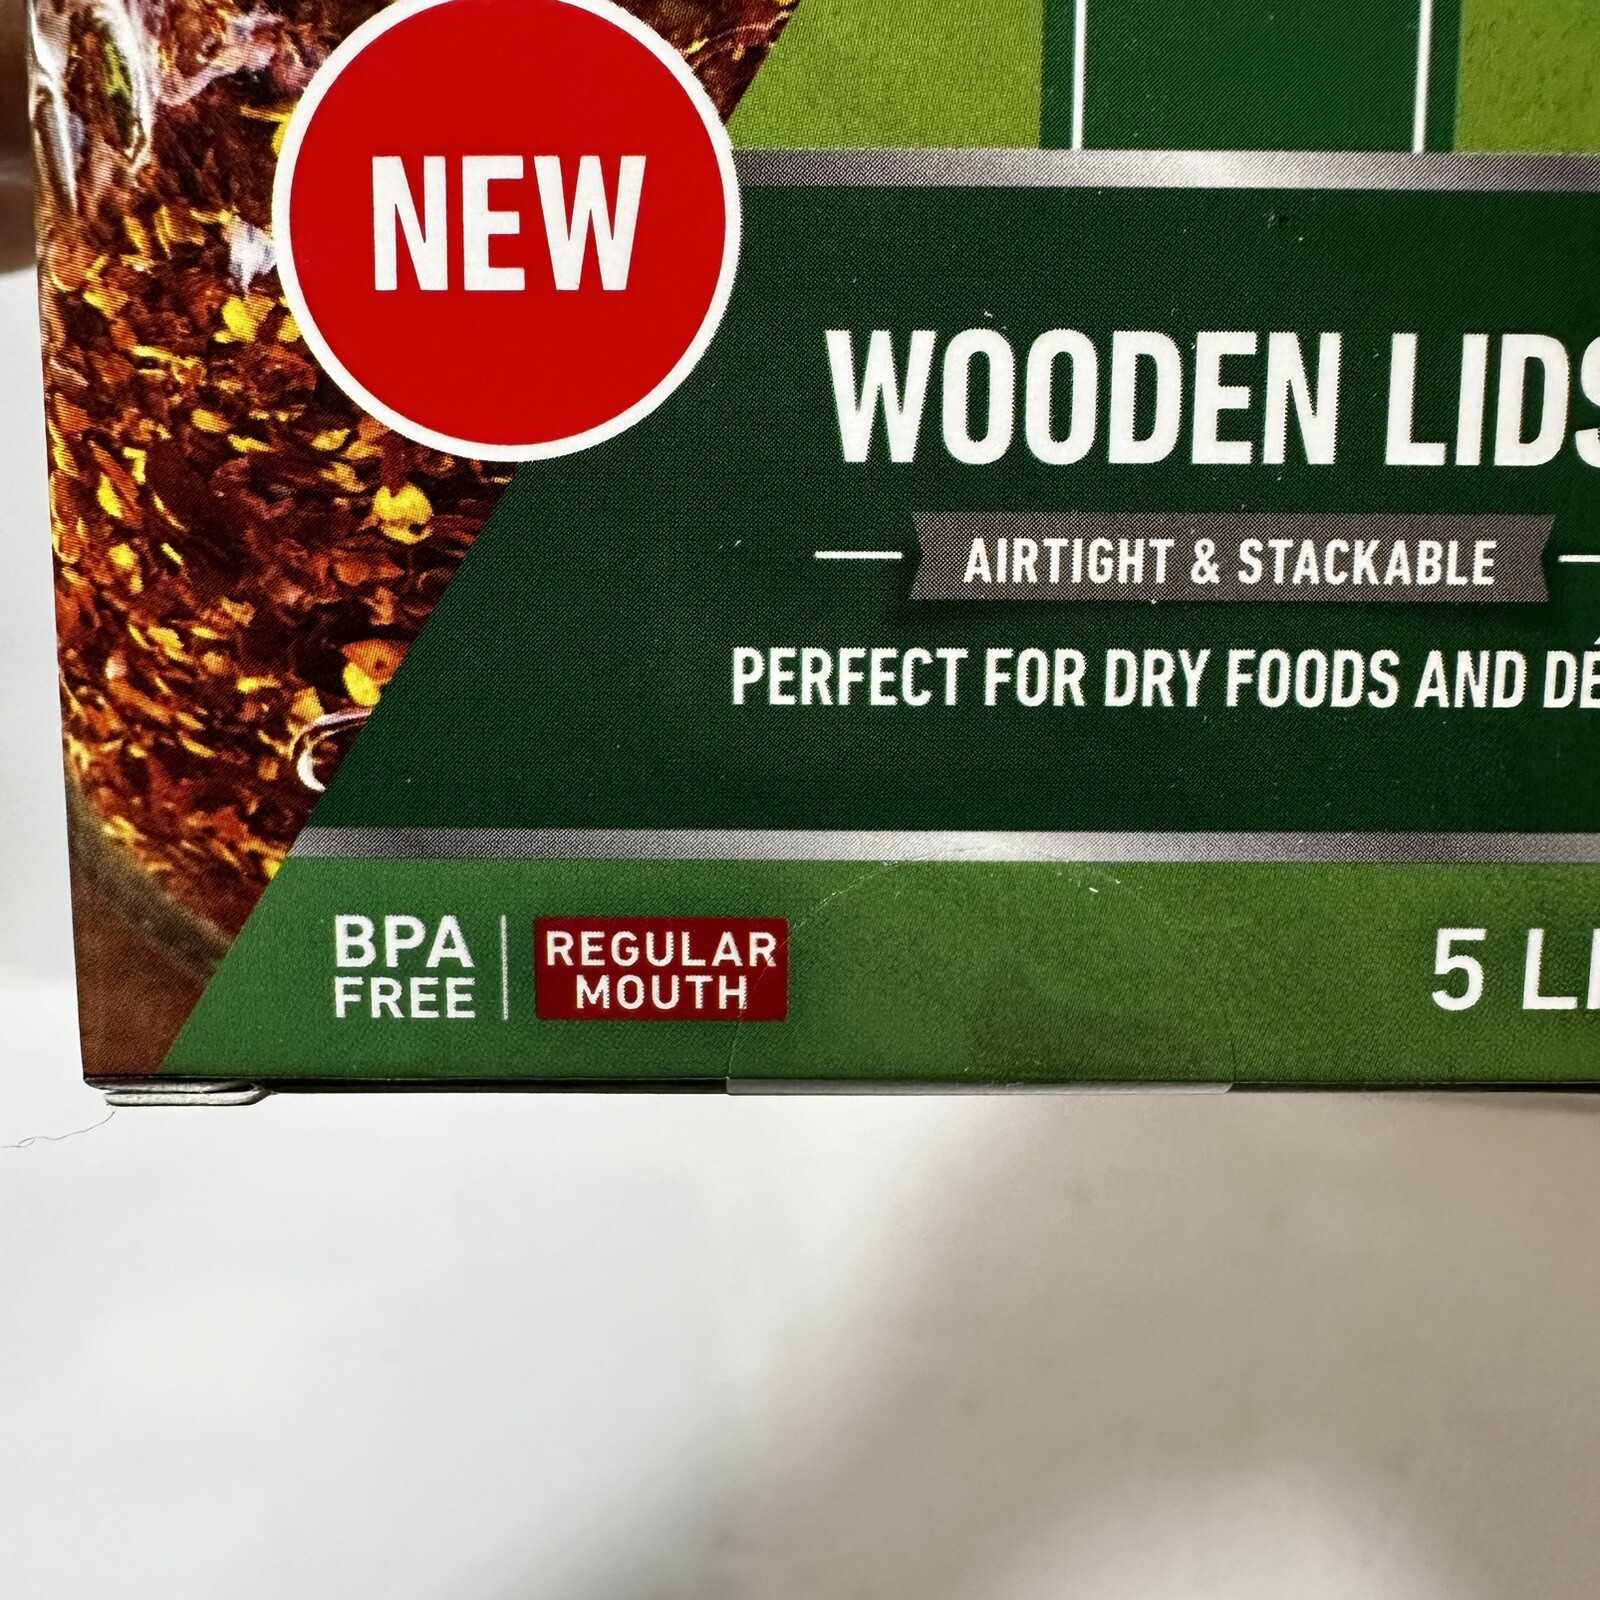 NEW
WOODEN LIDS
AIRTIGHT & STACKABLE
PERFECT FOR DRY FOODS AND
BPA
FREE
REGULAR
MOUTH
5